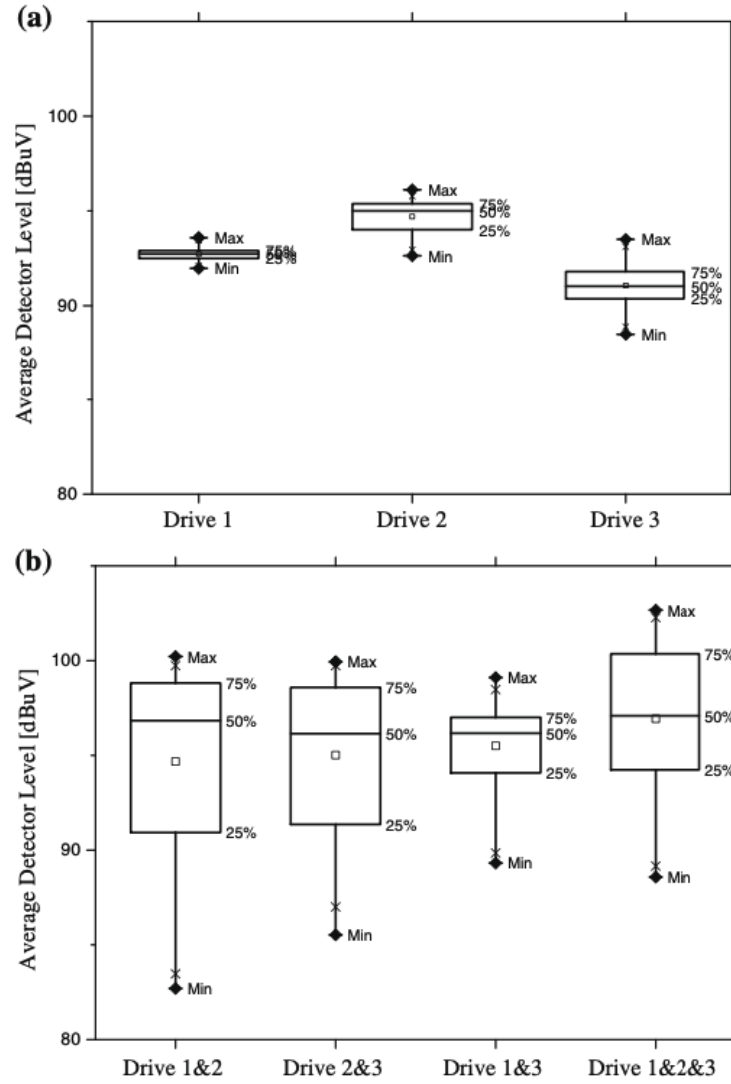 (a)
Average Detector Level [dBuV]
100
90
80
Max
75%
25%
Min
Max
75%
50%
25%
Min
Max
75%
50%
25%
Min
Drive 1
Drive 2
Drive 3
(b)
Average Detector Level [dBuV]
100
90
80
Max
75%
50%
25%
Min
Max
75%
50%
25%
Min
Max
75%
50%
25%
Min
Max
75%
50%
25%
Min
Drive 1&2
Drive 2&3
Drive 1&3
Drive 1&2&3